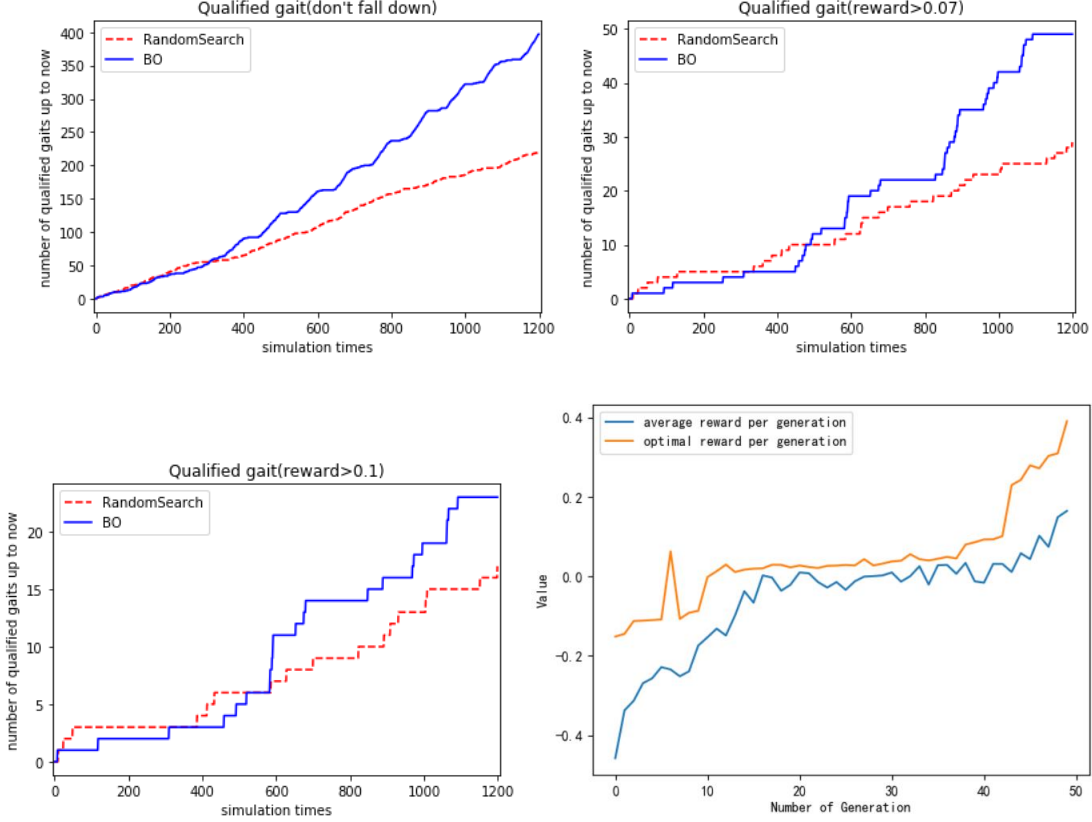 Qualified gait(don't fall down)
RandomSearch
BO
number of qualified gaits up to now
400
350
300
250
200
150
100
50
0
0 200 400 600 800 1000 1200
simulation times
Qualified gait(reward>0.07)
RandomSearch
BO
number of qualified gaits up to now
50
40
30
20
10
0
0 200 400 600 800 1000 1200
simulation times
Qualified gait(reward>0.1)
RandomSearch
BO
number of qualified gaits up to now
20
15
10
5
0
0 200 400 600 800 1000 1200
simulation times
average reward per generation
optimal reward per generation
Value
0.4
0.2
0.0
-0.2
-0.4
0 10 20 30 40 50
Number of Generation